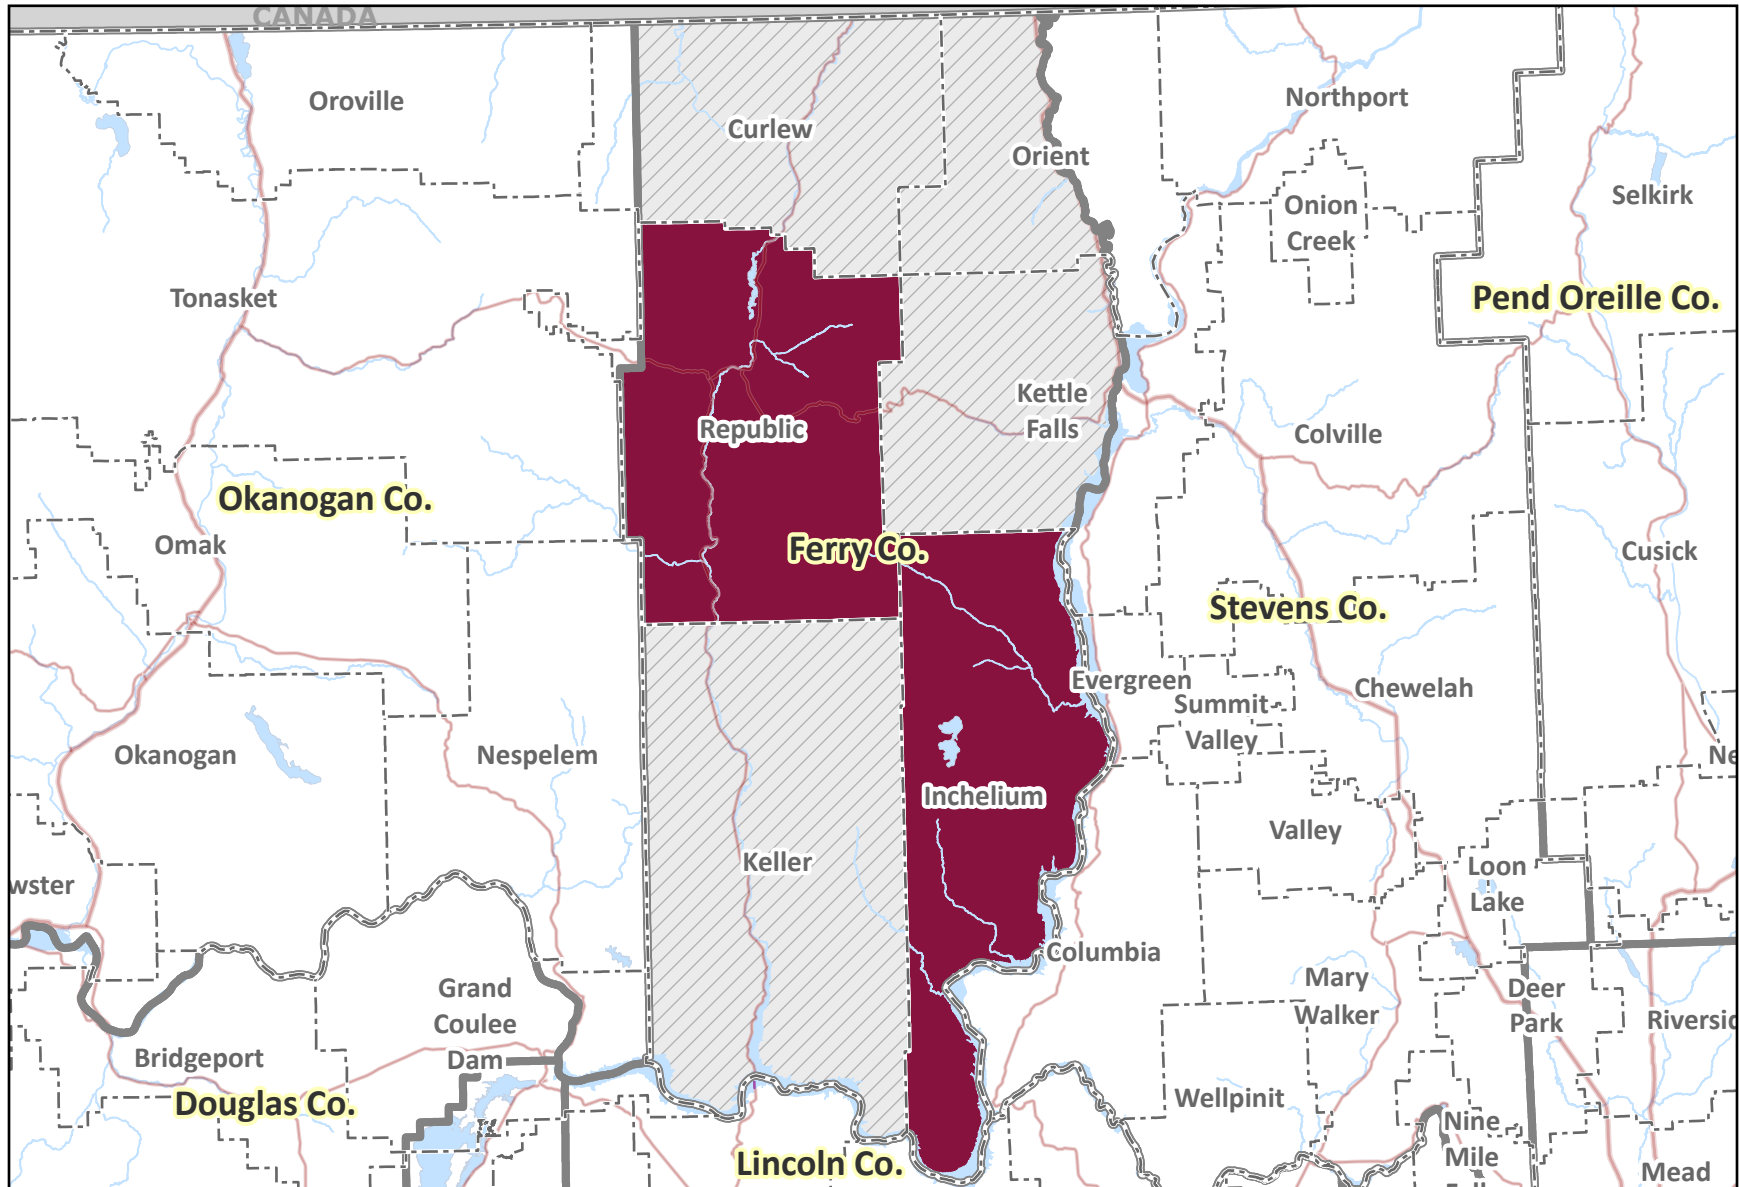 CANADA
Oroville
Curlew
Orient
Northport
Selkirk
Onion
Creek
Tonasket
Pend Oreille Co.
Kettle
Falls
Republic
Colville
Okanogan Co.
Omak
Ferry Co.
Cusick
Stevens Co.
Evergreen
Summit
Valley
Chewelah
Okanogan
Nespelem
Ne
Inchelium
Valley
Keller
Loon
Lake
wster
Columbia
Grand
Coulee
Dam
Mary
Walker
Deer
Park
Riversid
Bridgeport
Douglas Co.
Wellpinit
Nine
Mile
Lincoln Co.
Mead